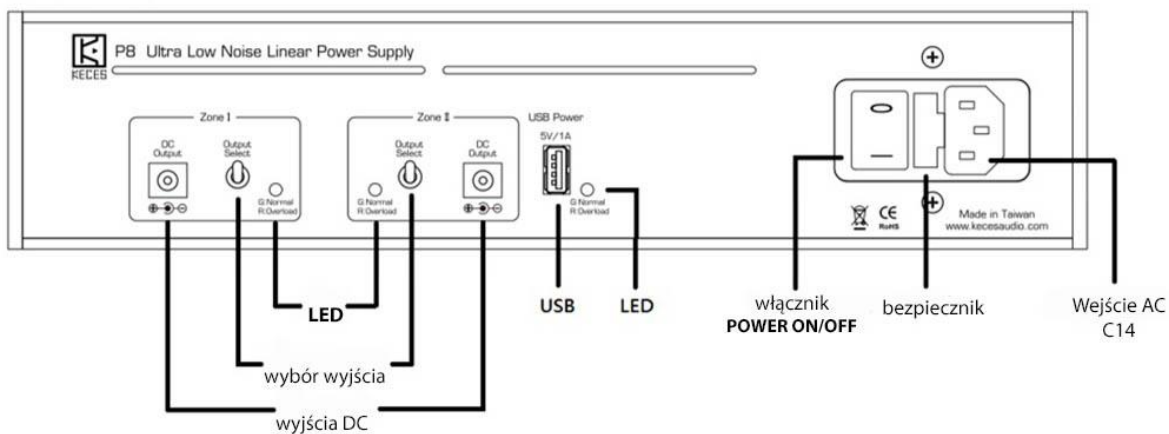 KECES
P8 Ultra Low Noise Linear Power Supply
Zone I
DC
Output
Output
Select
G:Normal
R:Overload
Zone II
Output
Select
DC
Output
G:Normal
R:Overload
USB Power
5V/1A
G:Normal
R:Overload
CE
RoHS
Made in Taiwan
www.kecesaudio.com
LED
USB
LED
włącznik
POWER ON/OFF
bezpiecznik
Wejście AC
C14
wybór wyjścia
wyjścia DC